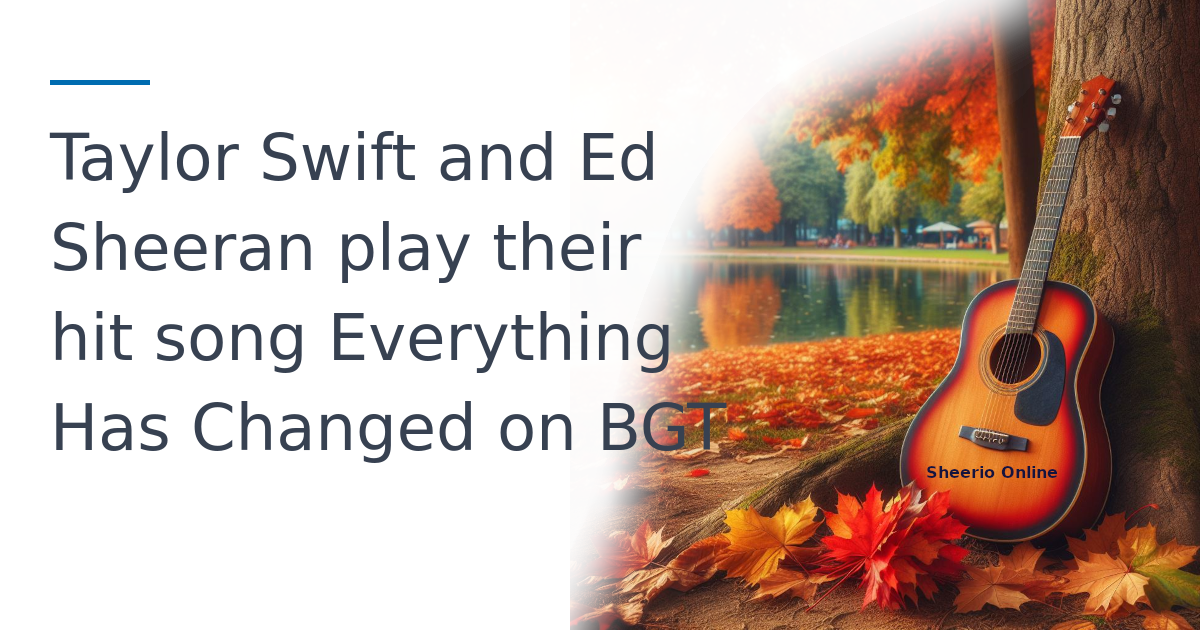 Taylor Swift and Ed
Sheeran play their
hit song Everything
Has Changed on BGT
Sheerio Online